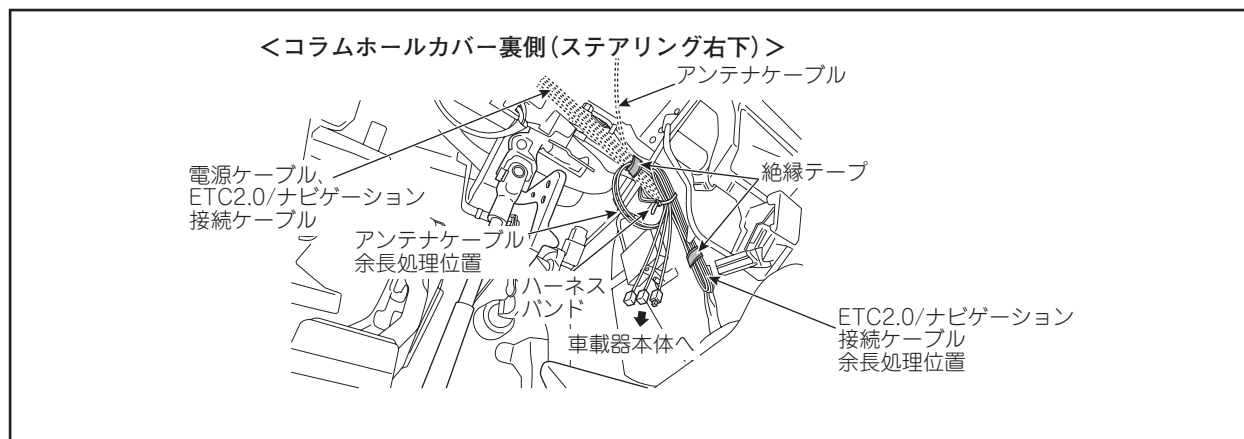 ＜コラムホールカバー裏側(ステアリング右下)＞
アンテナケーブル
電源ケーブル、
ETC2.0/ナビゲーション
接続ケーブル
絶縁テープ
アンテナケーブル
余長処理位置
ハーネス
バンド
車載器本体へ
ETC2.0/ナビゲーション
接続ケーブル
余長処理位置